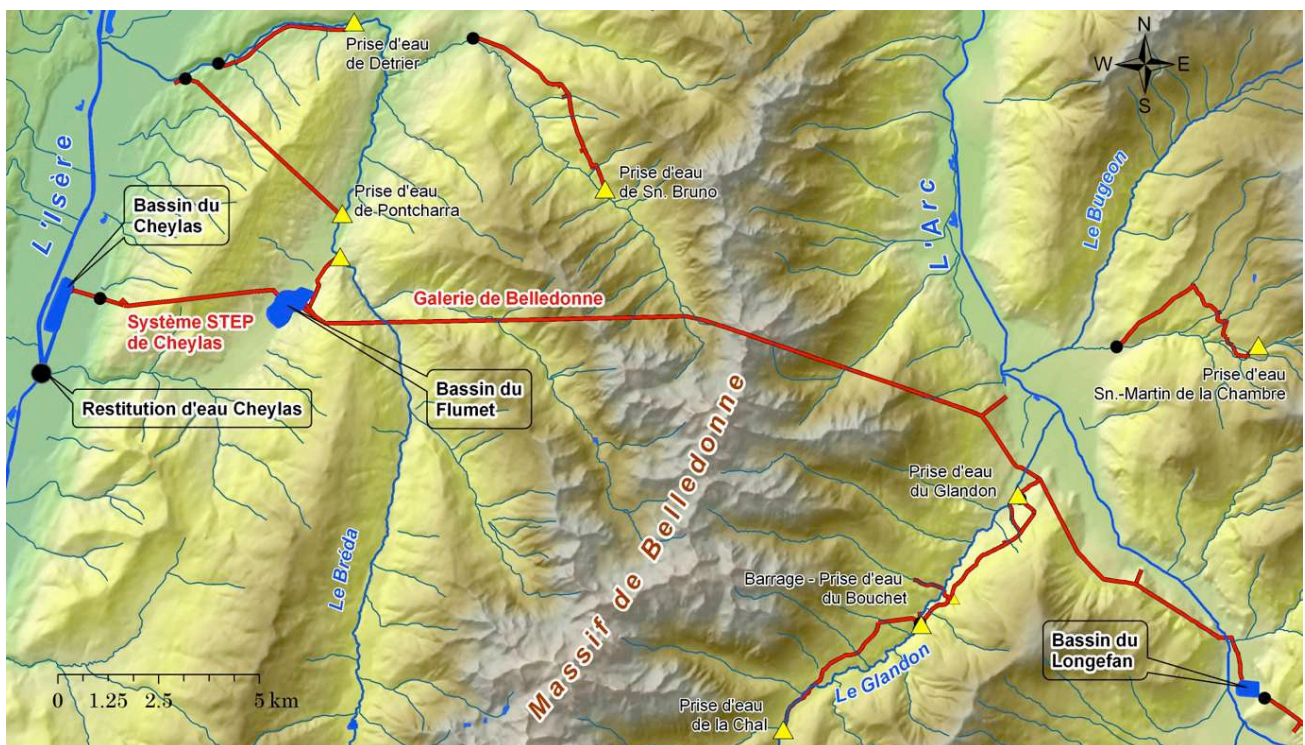 Prise d'eau
de Detrier
N
W
E
S
L'Isère
Bassin du
Cheylas
Prise d'eau
de Pontcharra
Prise d'eau
de Sn. Bruno
L'Arc
Le Bugeon
Système STEP
de Cheylas
Galerie de Belledonne
Restitution d'eau Cheylas
Bassin du
Flumet
Prise d'eau
Sn.-Martin de la Chambre
Massif de Belledonne
Prise d'eau
du Glandon
Le Bréda
Barrage - Prise d'eau
du Bouchet
Bassin du
Longefan
Le Glandon
0 1.25 2.5 5 km
Prise d'eau
de la Chal